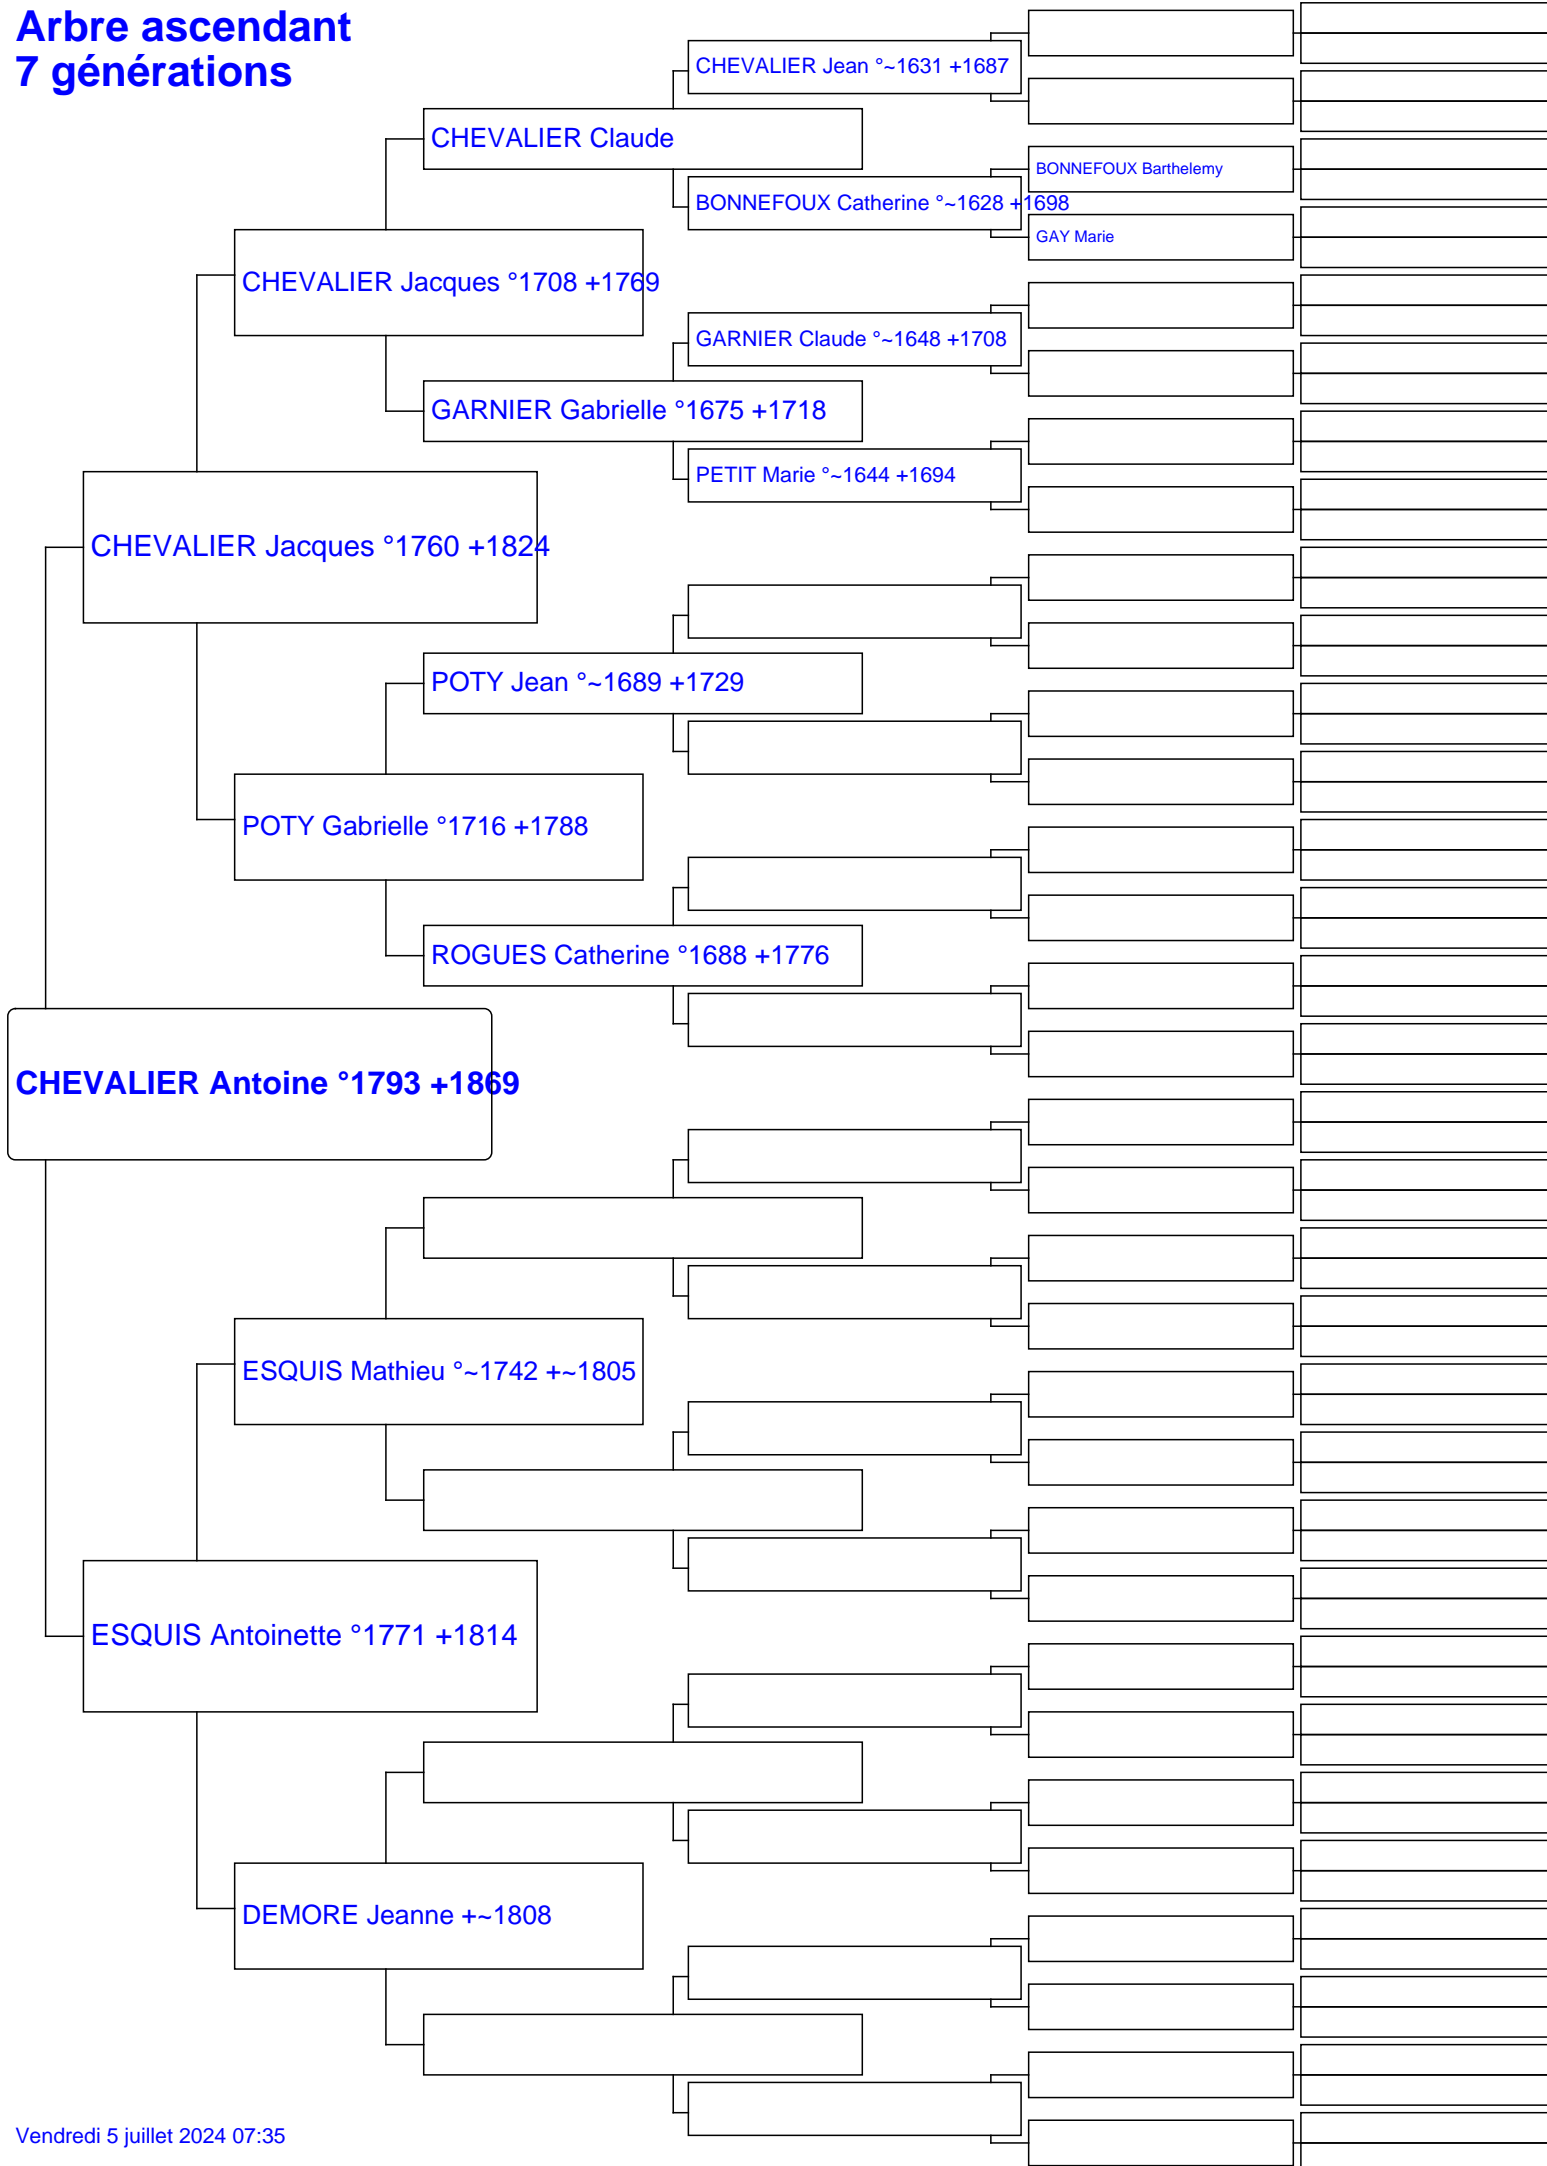 Arbre ascendant
7 générations
CHEVALIER Jean °~1631 +1687
CHEVALIER Claude
BONNEFOUX Barthelemy
BONNEFOUX Catherine °~1628 +1698
GAY Marie
CHEVALIER Jacques °1708 +1769
GARNIER Claude °~1648 +1708
GARNIER Gabrielle °1675 +1718
PETIT Marie °~1644 +1694
CHEVALIER Jacques °1760 +1824
POTY Jean °~1689 +1729
POTY Gabrielle °1716 +1788
ROGUES Catherine °1688 +1776
CHEVALIER Antoine °1793 +1869
ESQUIS Mathieu °~1742 +~1805
ESQUIS Antoinette °1771 +1814
DEMORE Jeanne +~1808
Vendredi 5 juillet 2024 07:35